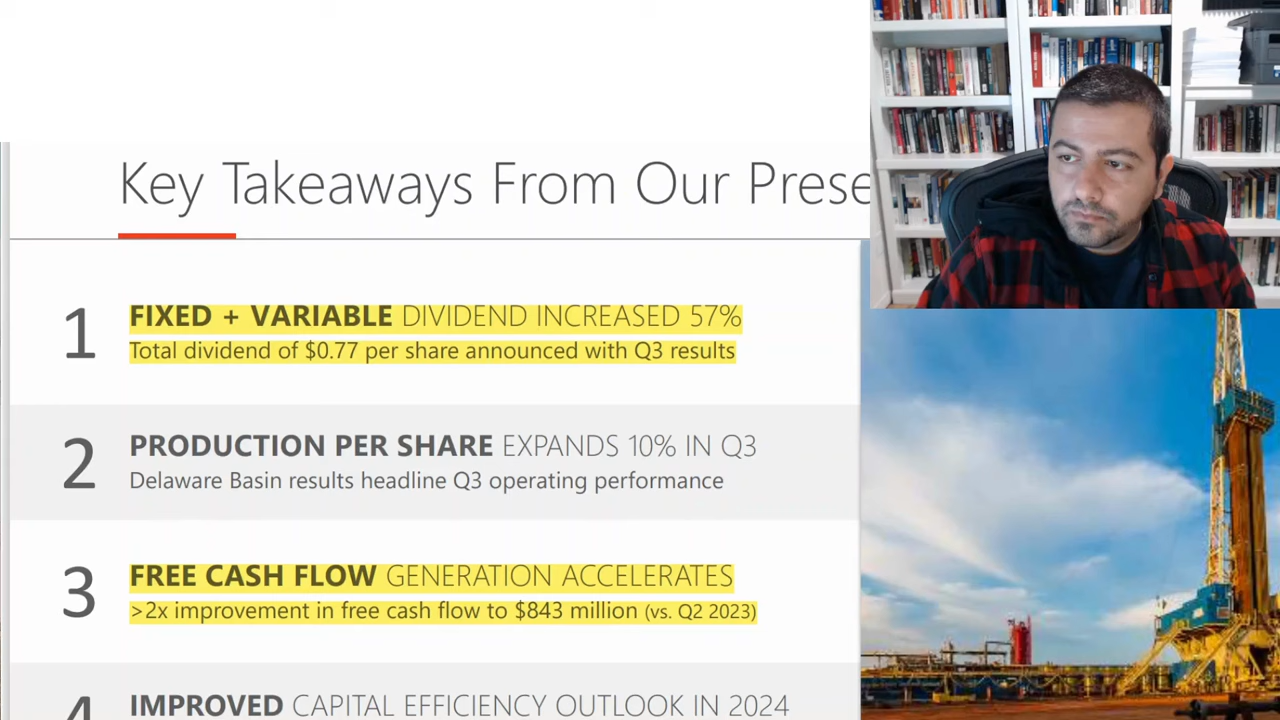 Key Takeaways From Our Prese
1
FIXED + VARIABLE DIVIDEND INCREASED 57%
Total dividend of $0.77 per share announced with Q3 results
2
PRODUCTION PER SHARE EXPANDS 10% IN Q3
Delaware Basin results headline Q3 operating performance
3
FREE CASH FLOW GENERATION ACCELERATES
>2x improvement in free cash flow to $843 million (vs. Q2 2023)
4
IMPROVED CAPITAL EFFICIENCY OUTLOOK IN 2024